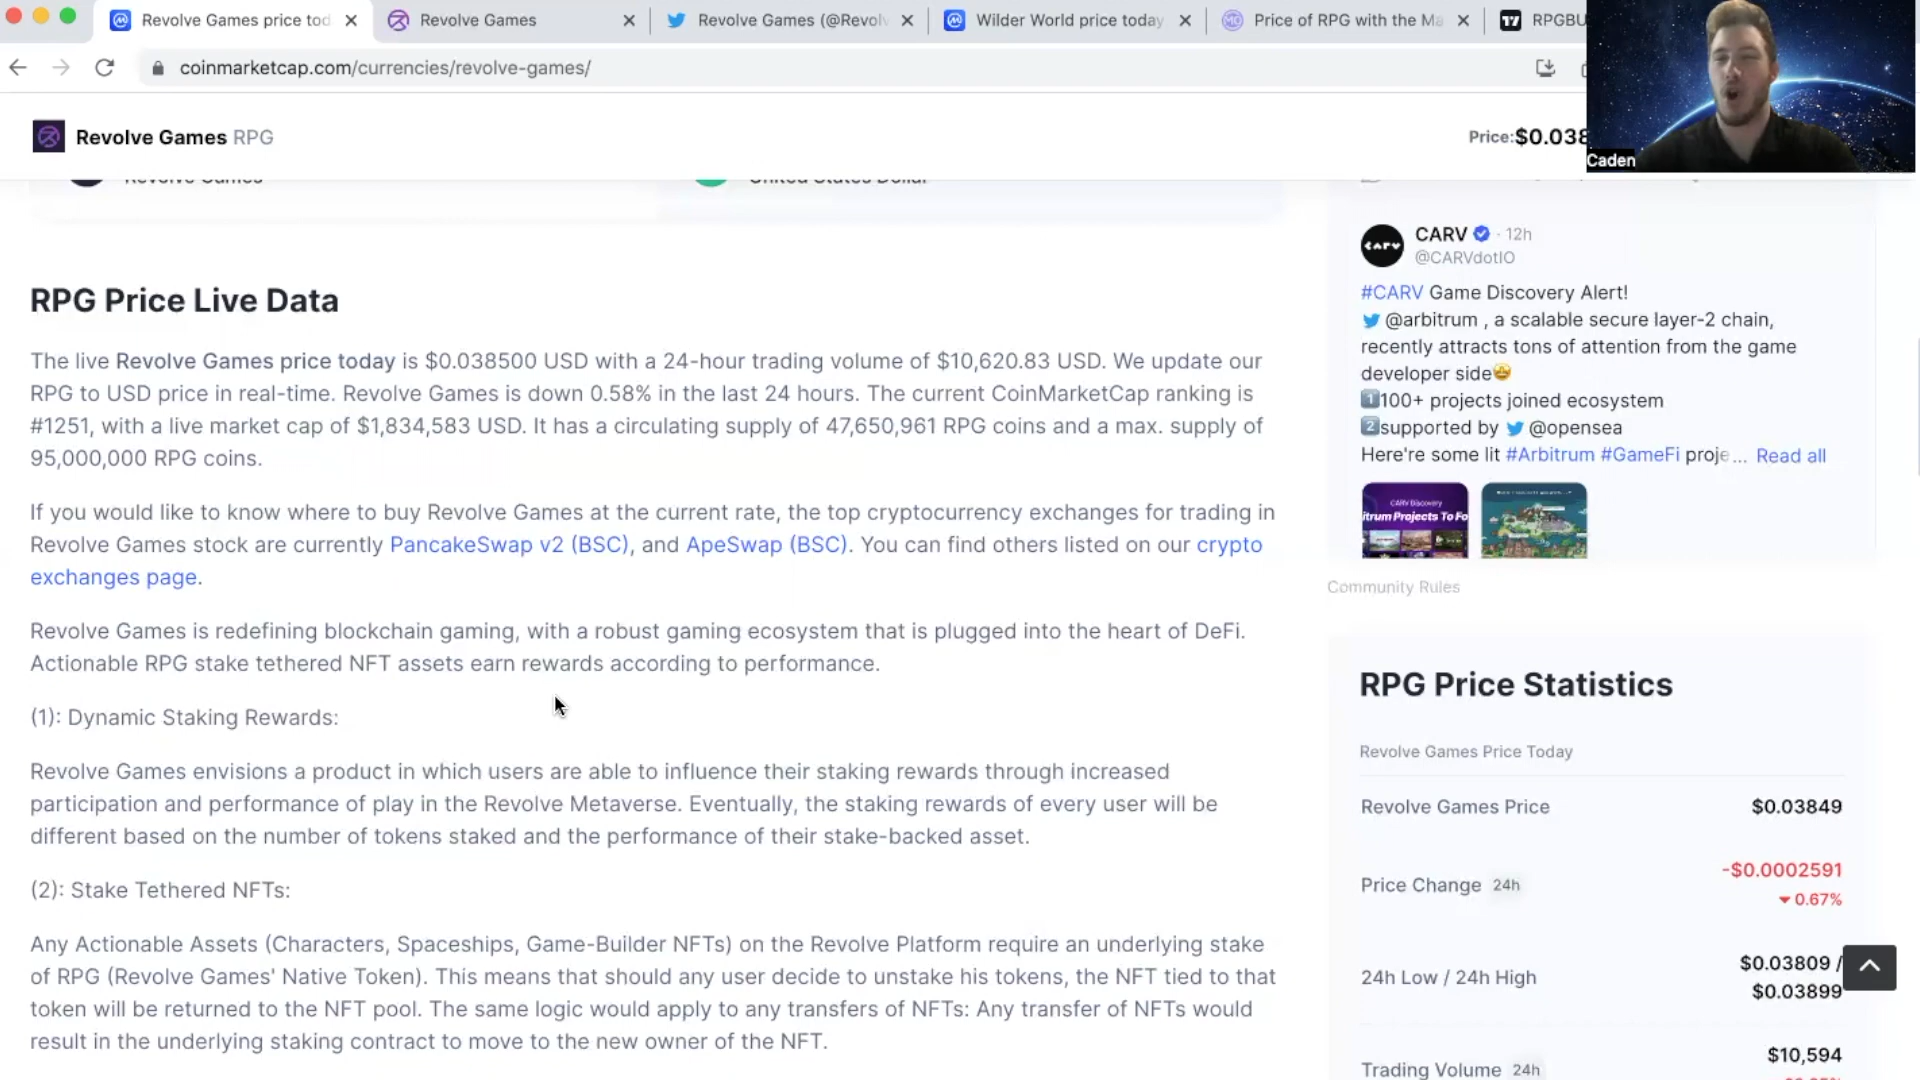 Revolve Games price tod
Revolve Games
Revolve Games (@Revolv
Wilder World price today
Price of RPG with the Ma
RPGBU
coinmarketcap.com/currencies/revolve-games/
Revolve Games RPG
Price:$0.038
Caden
Revolve Games
United States Dollar
RPG Price Live Data
The live Revolve Games price today is $0.038500 USD with a 24-hour trading volume of $10,620.83 USD. We update our
RPG to USD price in real-time. Revolve Games is down 0.58% in the last 24 hours. The current CoinMarketCap ranking is
#1251, with a live market cap of $1,834,583 USD. It has a circulating supply of 47,650,961 RPG coins and a max. supply of
95,000,000 RPG coins.
If you would like to know where to buy Revolve Games at the current rate, the top cryptocurrency exchanges for trading in
Revolve Games stock are currently PancakeSwap v2 (BSC), and ApeSwap (BSC). You can find others listed on our crypto
exchanges page.
Revolve Games is redefining blockchain gaming, with a robust gaming ecosystem that is plugged into the heart of DeFi.
Actionable RPG stake tethered NFT assets earn rewards according to performance.
(1): Dynamic Staking Rewards:
Revolve Games envisions a product in which users are able to influence their staking rewards through increased
participation and performance of play in the Revolve Metaverse. Eventually, the staking rewards of every user will be
different based on the number of tokens staked and the performance of their stake-backed asset.
(2): Stake Tethered NFTs:
Any Actionable Assets (Characters, Spaceships, Game-Builder NFTs) on the Revolve Platform require an underlying stake
of RPG (Revolve Games' Native Token). This means that should any user decide to unstake his tokens, the NFT tied to that
token will be returned to the NFT pool. The same logic would apply to any transfers of NFTs: Any transfer of NFTs would
result in the underlying staking contract to move to the new owner of the NFT.
CARV
CARV · 12h
@CARVdotIO
#CARV Game Discovery Alert!
@arbitrum , a scalable secure layer-2 chain,
recently attracts tons of attention from the game
developer side🤩
1️⃣100+ projects joined ecosystem
2️⃣supported by @opensea
Here're some lit #Arbitrum #GameFi proje... Read all
CARV Discovery
itrum Projects To Fo
Community Rules
RPG Price Statistics
Revolve Games Price Today
Revolve Games Price $0.03849
Price Change 24h -$0.0002591
0.67%
24h Low / 24h High $0.03809 /
$0.03899
Trading Volume 24h $10,594